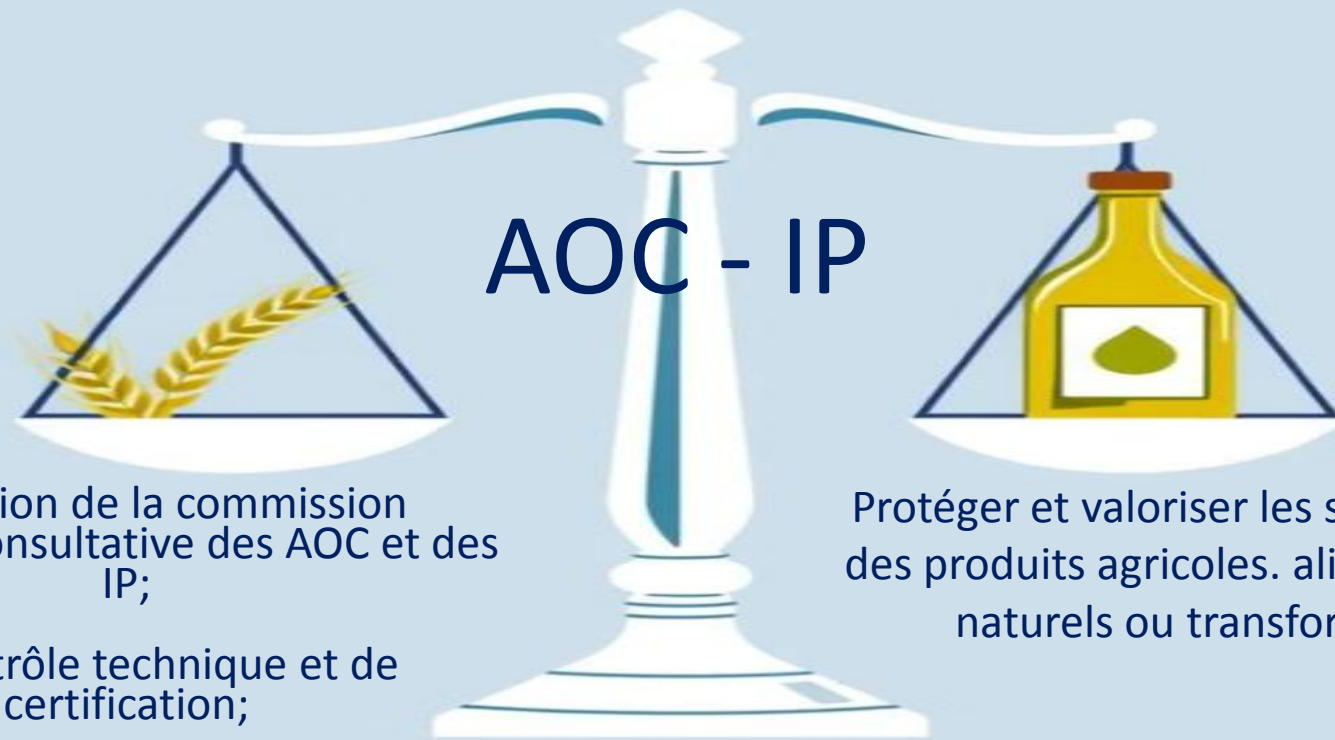 AOC - IP
ion de la commission
onsultative des AOC et des
IP;
trôle technique et de
certification;
Protéger et valoriser les s
des produits agricoles. ali
naturels ou transfor